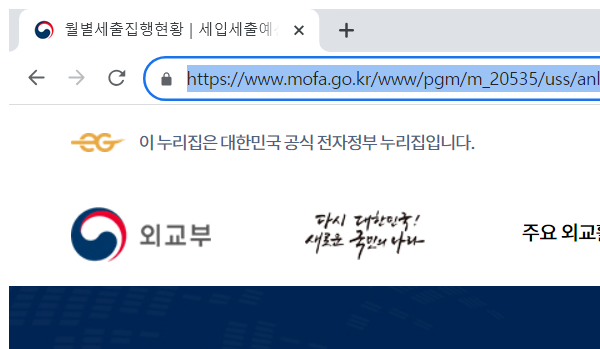 월별세출집행현황 | 세입세출예
https://www.mofa.go.kr/www/pgm/m_20535/uss/anl
이 누리집은 대한민국 공식 전자정부 누리집입니다.
외교부
다시 대한민국!
새로운 국민의 나라
주요 외교